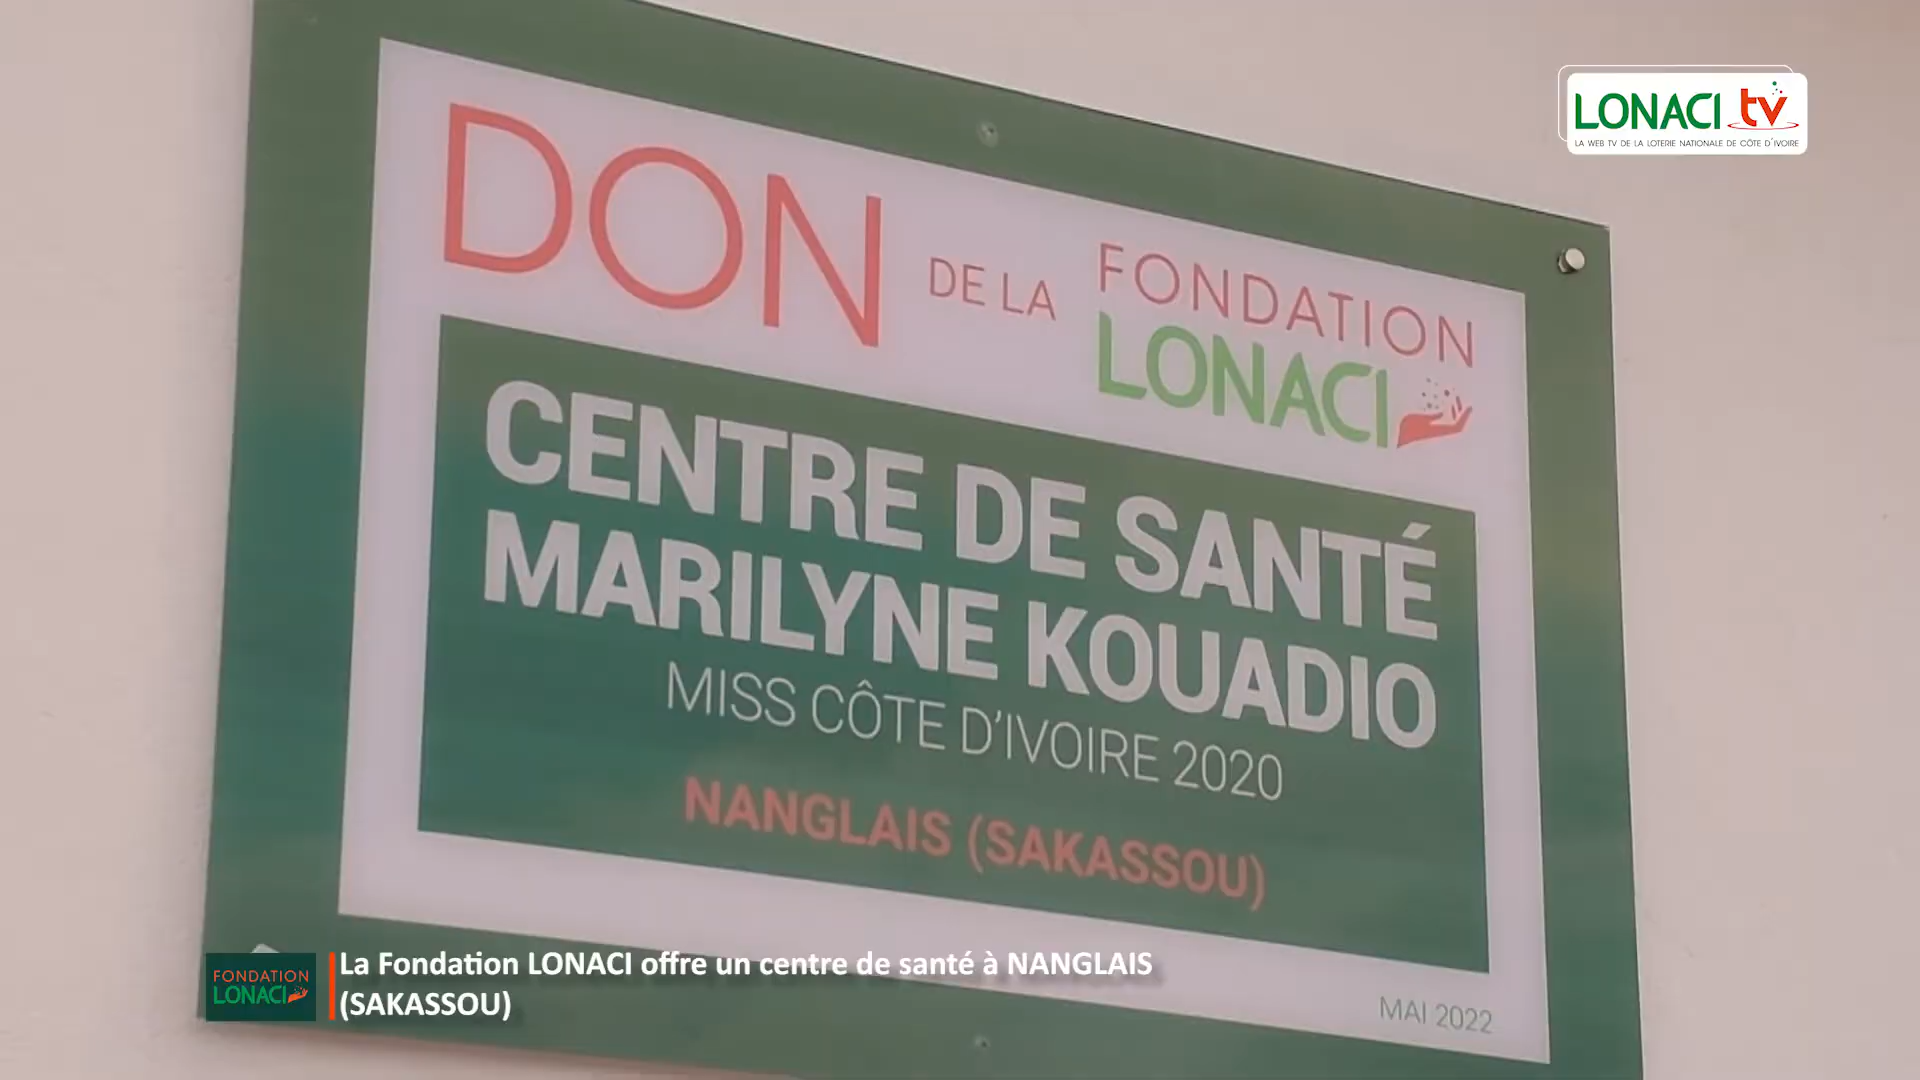 LONACI tv
LA WEB TV DE LA LOTERIE NATIONALE DE CÔTE D'IVOIRE
DON DE LA FONDATION
LONACI
CENTRE DE SANTÉ
MARILYNE KOUADIO
MISS CÔTE D'IVOIRE 2020
NANGLAIS (SAKASSOU)
MAI 2022
FONDATION
LONACI
La Fondation LONACI offre un centre de santé à NANGLAIS
(SAKASSOU)